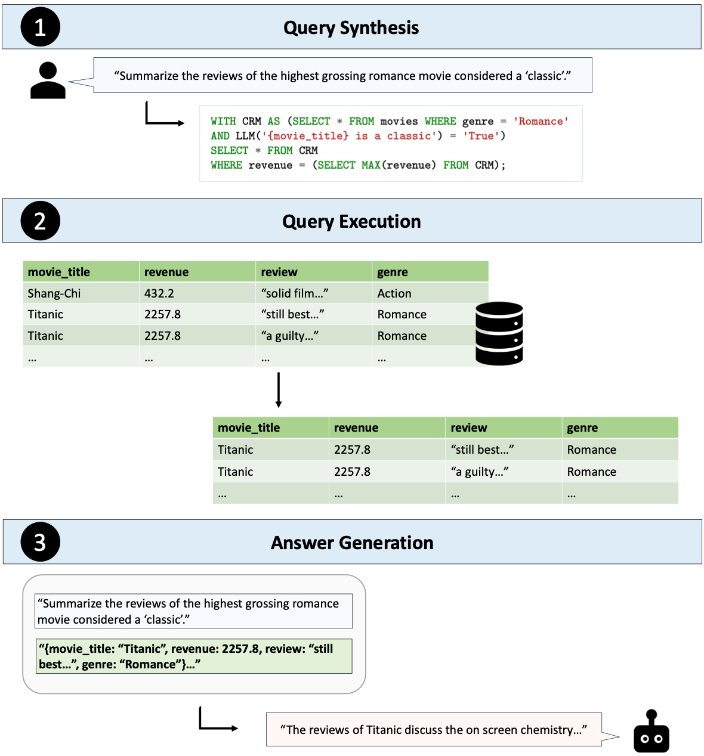 1
Query Synthesis
“Summarize the reviews of the highest grossing romance movie considered a ‘classic’.”
WITH CRM AS (SELECT * FROM movies WHERE genre = 'Romance'
AND LLM('{movie_title} is a classic') = 'True')
SELECT * FROM CRM
WHERE revenue = (SELECT MAX(revenue) FROM CRM);
2
Query Execution
movie_title revenue review genre
Shang-Chi 432.2 “solid film...” Action
Titanic 2257.8 “still best...” Romance
Titanic 2257.8 “a guilty...” Romance
... ... ... ...
movie_title revenue review genre
Titanic 2257.8 “still best...” Romance
Titanic 2257.8 “a guilty...” Romance
... ... ... ...
3
Answer Generation
“Summarize the reviews of the highest grossing romance
movie considered a ‘classic’.”
“{movie_title: “Titanic”, revenue: 2257.8, review: “still
best...”, genre: “Romance”}...”
“The reviews of Titanic discuss the on screen chemistry...”